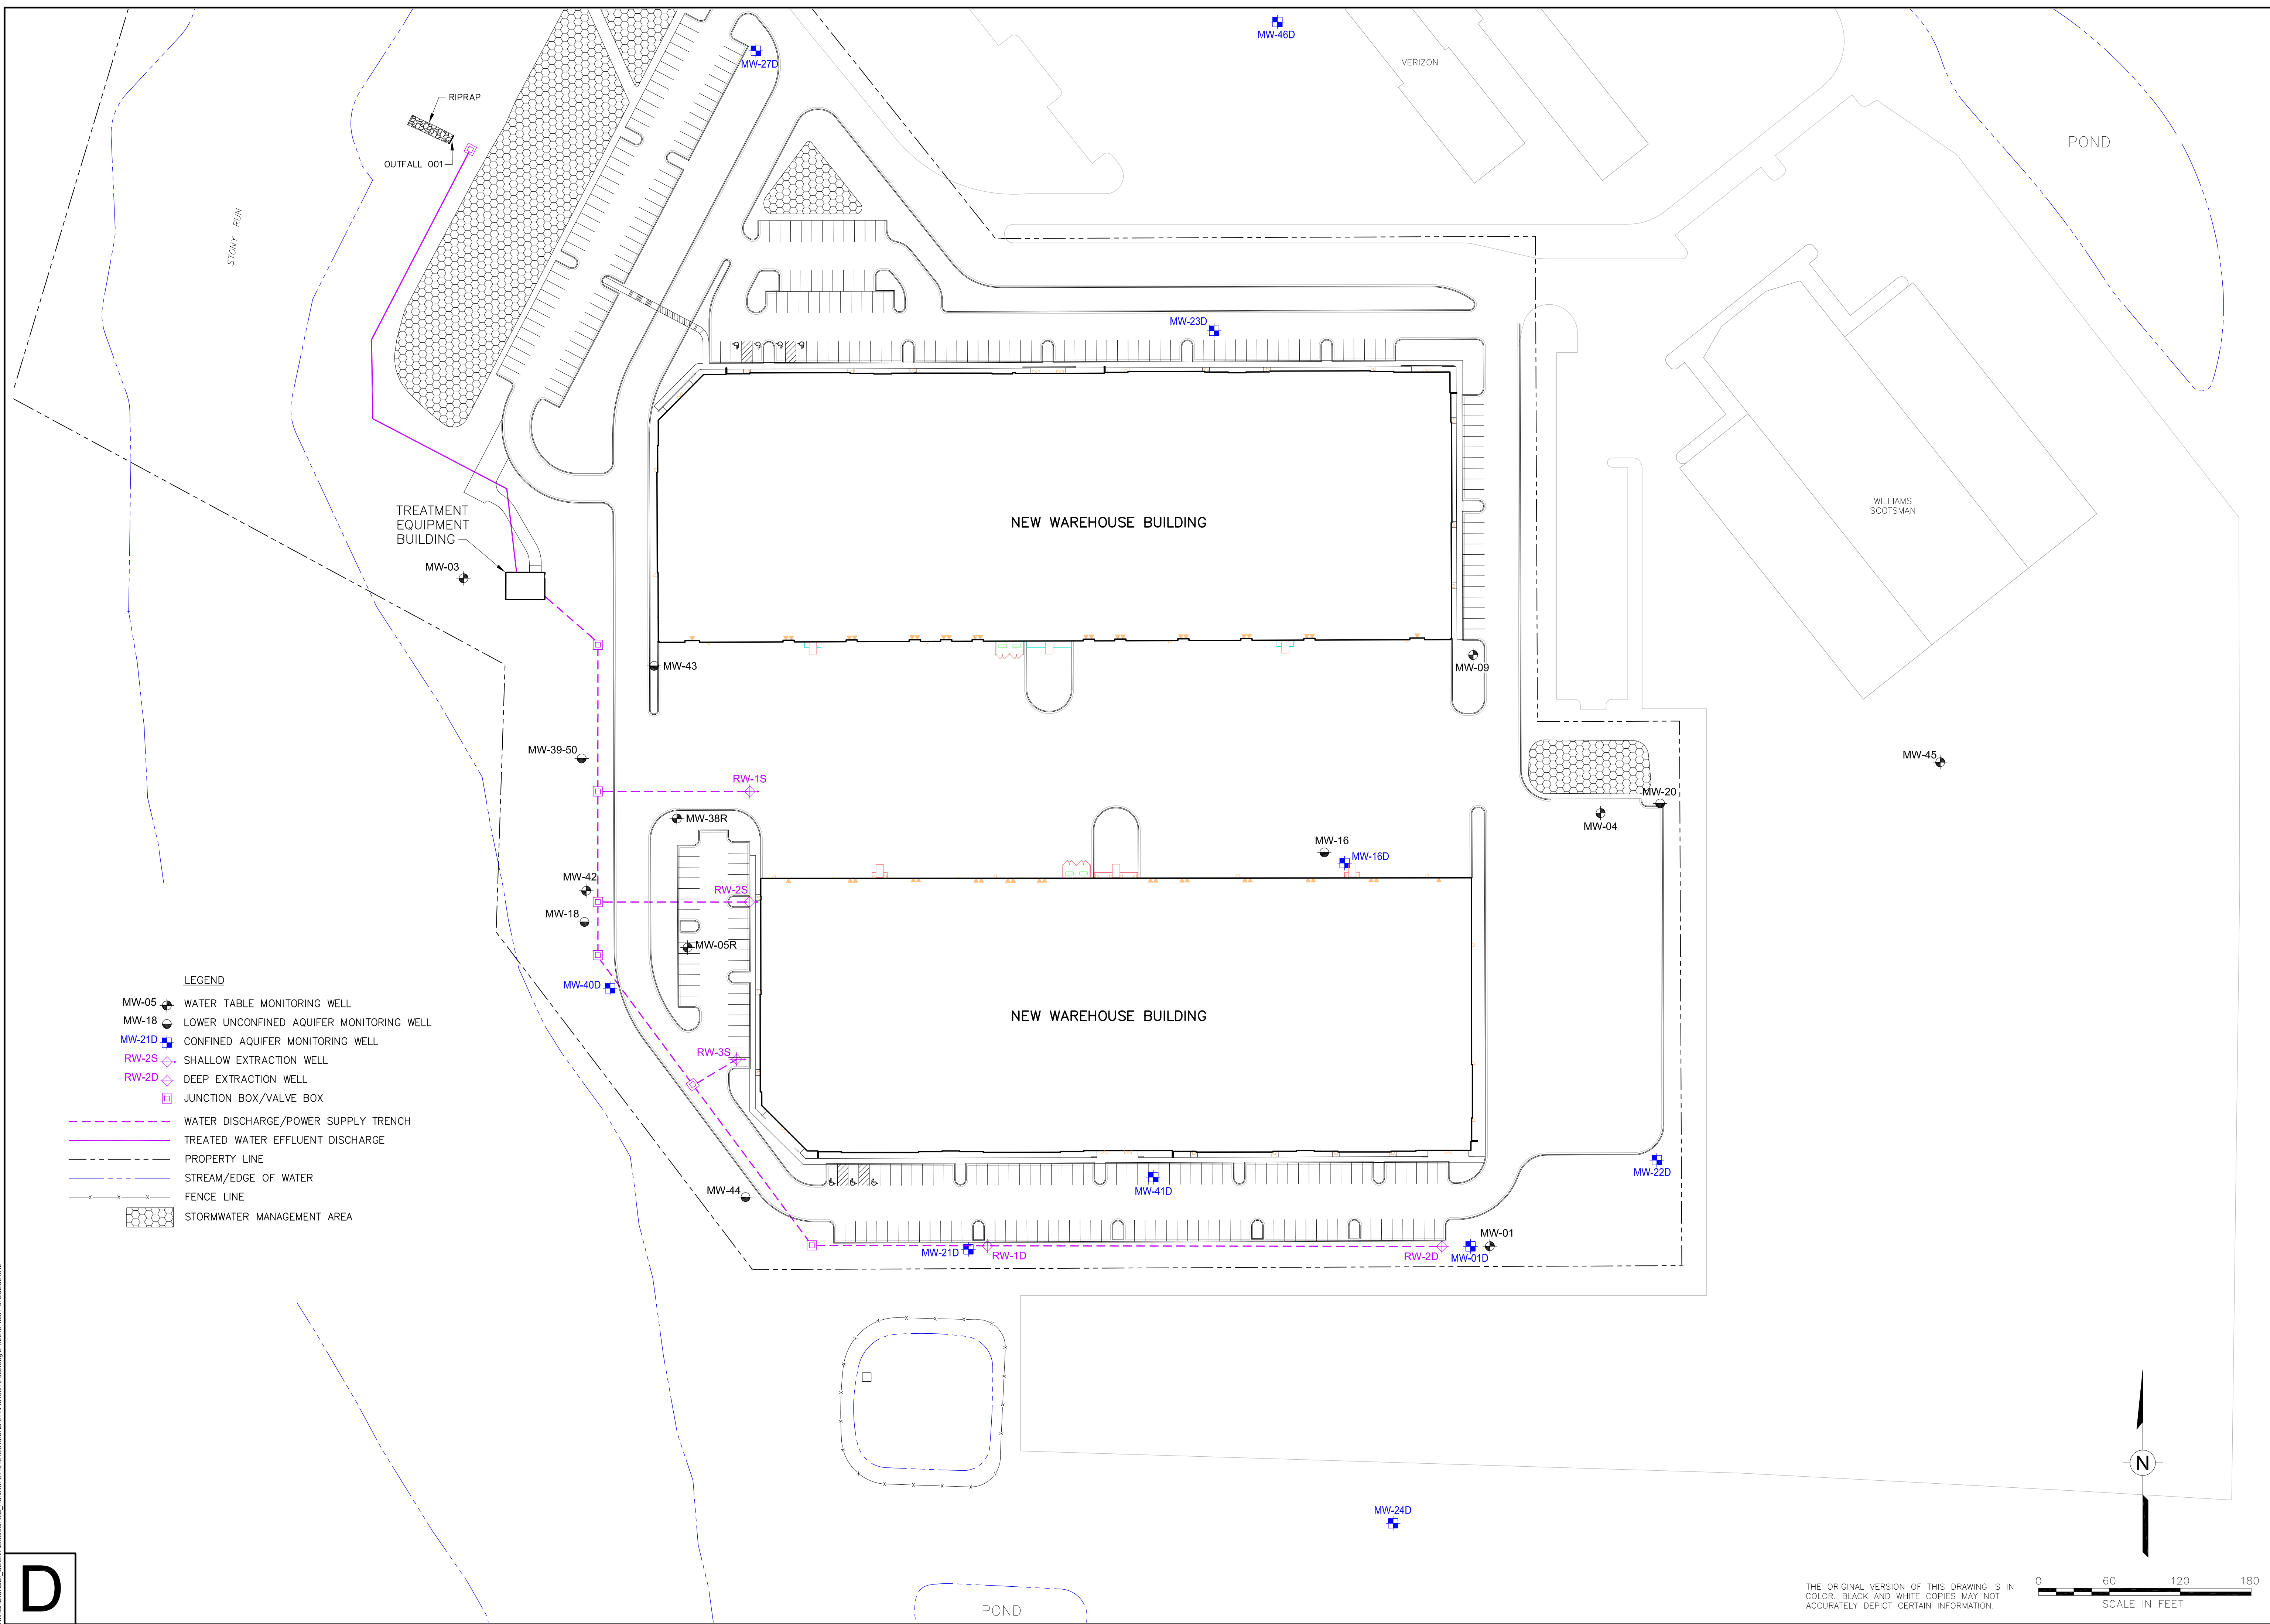 MW-46D
MW-27D
VERIZON
RIPRAP
POND
OUTFALL 001
STONY RUN
MW-23D
TREATMENT
EQUIPMENT
BUILDING
NEW WAREHOUSE BUILDING
WILLIAMS
SCOTSMAN
MW-03
MW-43
MW-09
MW-39-50
MW-45
RW-1S
MW-20
MW-38R
MW-04
MW-16
MW-16D
MW-42
RW-2S
MW-18
MW-05R
MW-40D
NEW WAREHOUSE BUILDING
RW-3S
LEGEND
MW-05 WATER TABLE MONITORING WELL
MW-18 LOWER UNCONFINED AQUIFER MONITORING WELL
MW-21D CONFINED AQUIFER MONITORING WELL
RW-2S SHALLOW EXTRACTION WELL
RW-2D DEEP EXTRACTION WELL
JUNCTION BOX/VALVE BOX
WATER DISCHARGE/POWER SUPPLY TRENCH
TREATED WATER EFFLUENT DISCHARGE
PROPERTY LINE
STREAM/EDGE OF WATER
FENCE LINE
STORMWATER MANAGEMENT AREA
MW-44
MW-41D
MW-22D
MW-21D
RW-1D
RW-2D
MW-01D
MW-01
MW-24D
N
POND
D
THE ORIGINAL VERSION OF THIS DRAWING IS IN
COLOR. BLACK AND WHITE COPIES MAY NOT
ACCURATELY DEPICT CERTAIN INFORMATION.
0 60 120 180
SCALE IN FEET